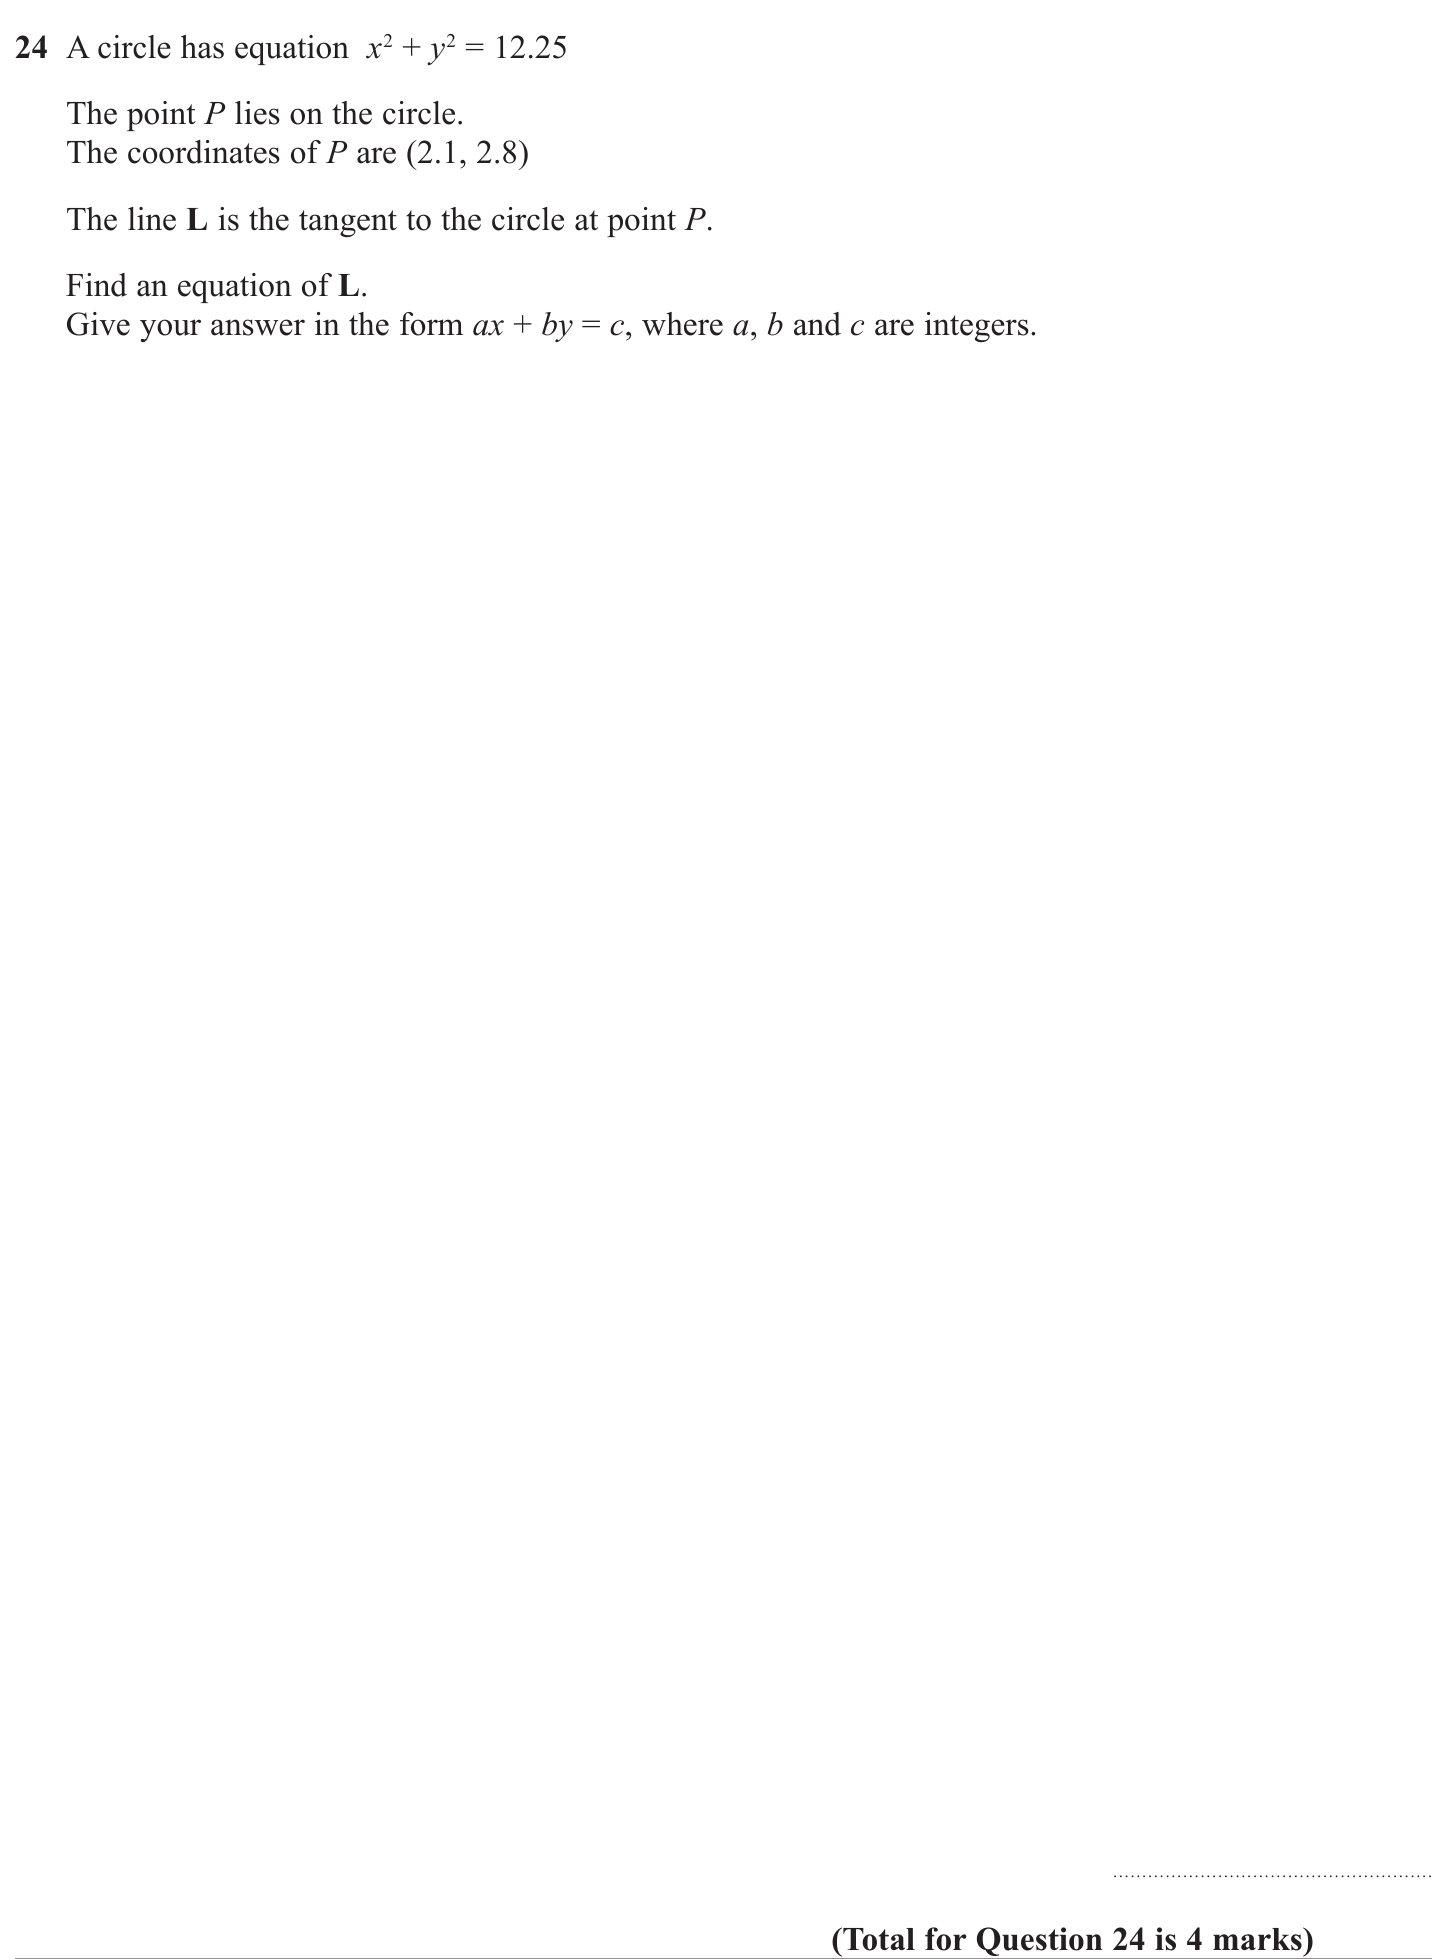 24 A circle has equation x² + y² = 12.25
The point P lies on the circle.
The coordinates of P are (2.1, 2.8)
The line L is the tangent to the circle at point P.
Find an equation of L.
Give your answer in the form ax + by = c, where a, b and c are integers.
(Total for Question 24 is 4 marks)